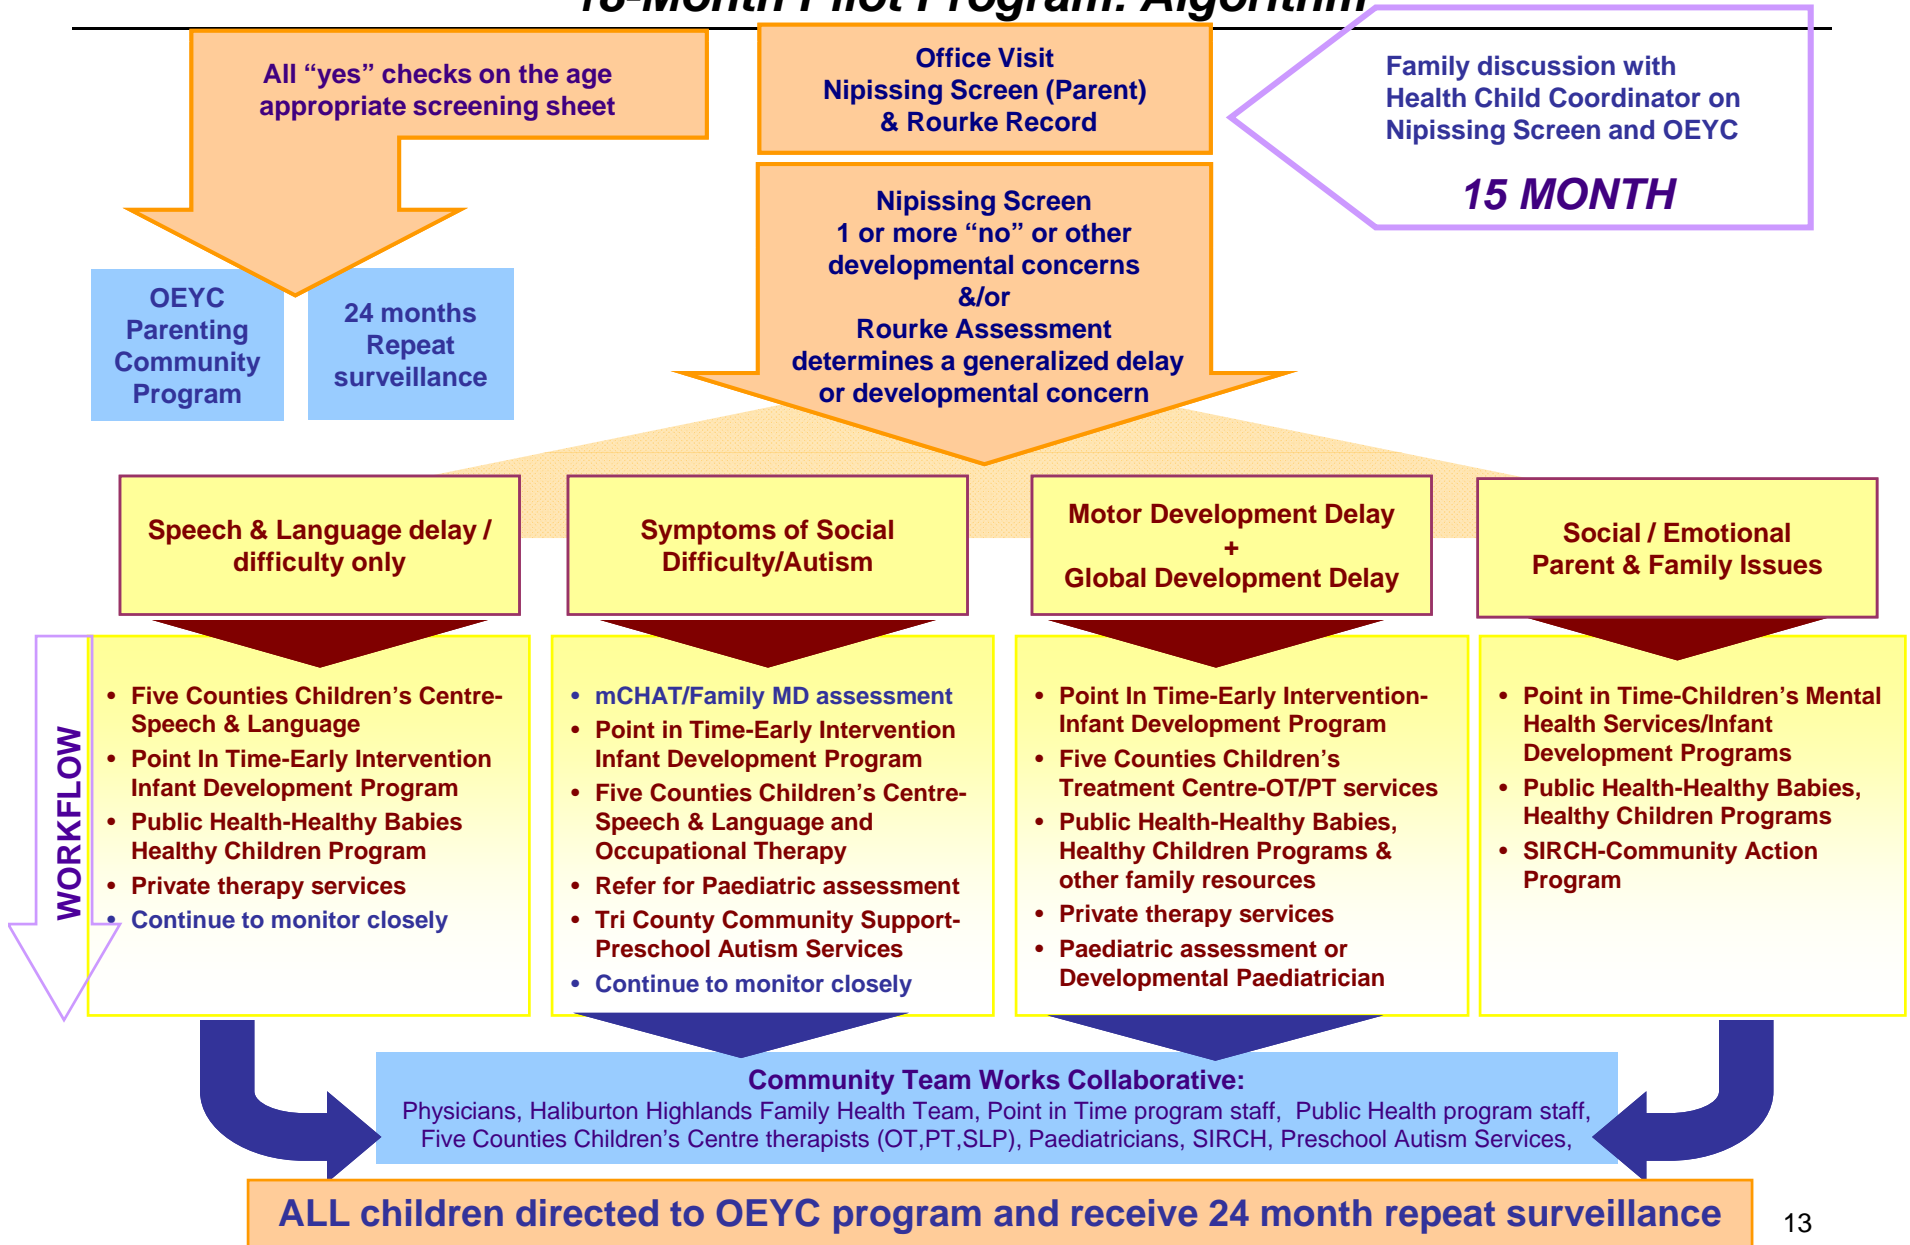 18-Month Pilot Program: Algorithm
All “yes” checks on the age
appropriate screening sheet
Office Visit
Nipissing Screen (Parent)
& Rourke Record
Family discussion with
Health Child Coordinator on
Nipissing Screen and OEYC
15 MONTH
Nipissing Screen
1 or more “no” or other
developmental concerns
&/or
Rourke Assessment
determines a generalized delay
or developmental concern
OEYC
Parenting
Community
Program
24 months
Repeat
surveillance
Speech & Language delay /
difficulty only
Symptoms of Social
Difficulty/Autism
Motor Development Delay
+
Global Development Delay
Social / Emotional
Parent & Family Issues
WORKFLOW
• Five Counties Children’s Centre-
Speech & Language
• Point In Time-Early Intervention
Infant Development Program
• Public Health-Healthy Babies
Healthy Children Program
• Private therapy services
• Continue to monitor closely
• mCHAT/Family MD assessment
• Point in Time-Early Intervention
Infant Development Program
• Five Counties Children’s Centre-
Speech & Language and
Occupational Therapy
• Refer for Paediatric assessment
• Tri County Community Support-
Preschool Autism Services
• Continue to monitor closely
• Point In Time-Early Intervention-
Infant Development Program
• Five Counties Children’s
Treatment Centre-OT/PT services
• Public Health-Healthy Babies,
Healthy Children Programs &
other family resources
• Private therapy services
• Paediatric assessment or
Developmental Paediatrician
• Point in Time-Children’s Mental
Health Services/Infant
Development Programs
• Public Health-Healthy Babies,
Healthy Children Programs
• SIRCH-Community Action
Program
Community Team Works Collaborative:
Physicians, Haliburton Highlands Family Health Team, Point in Time program staff, Public Health program staff,
Five Counties Children’s Centre therapists (OT,PT,SLP), Paediatricians, SIRCH, Preschool Autism Services,
ALL children directed to OEYC program and receive 24 month repeat surveillance
13